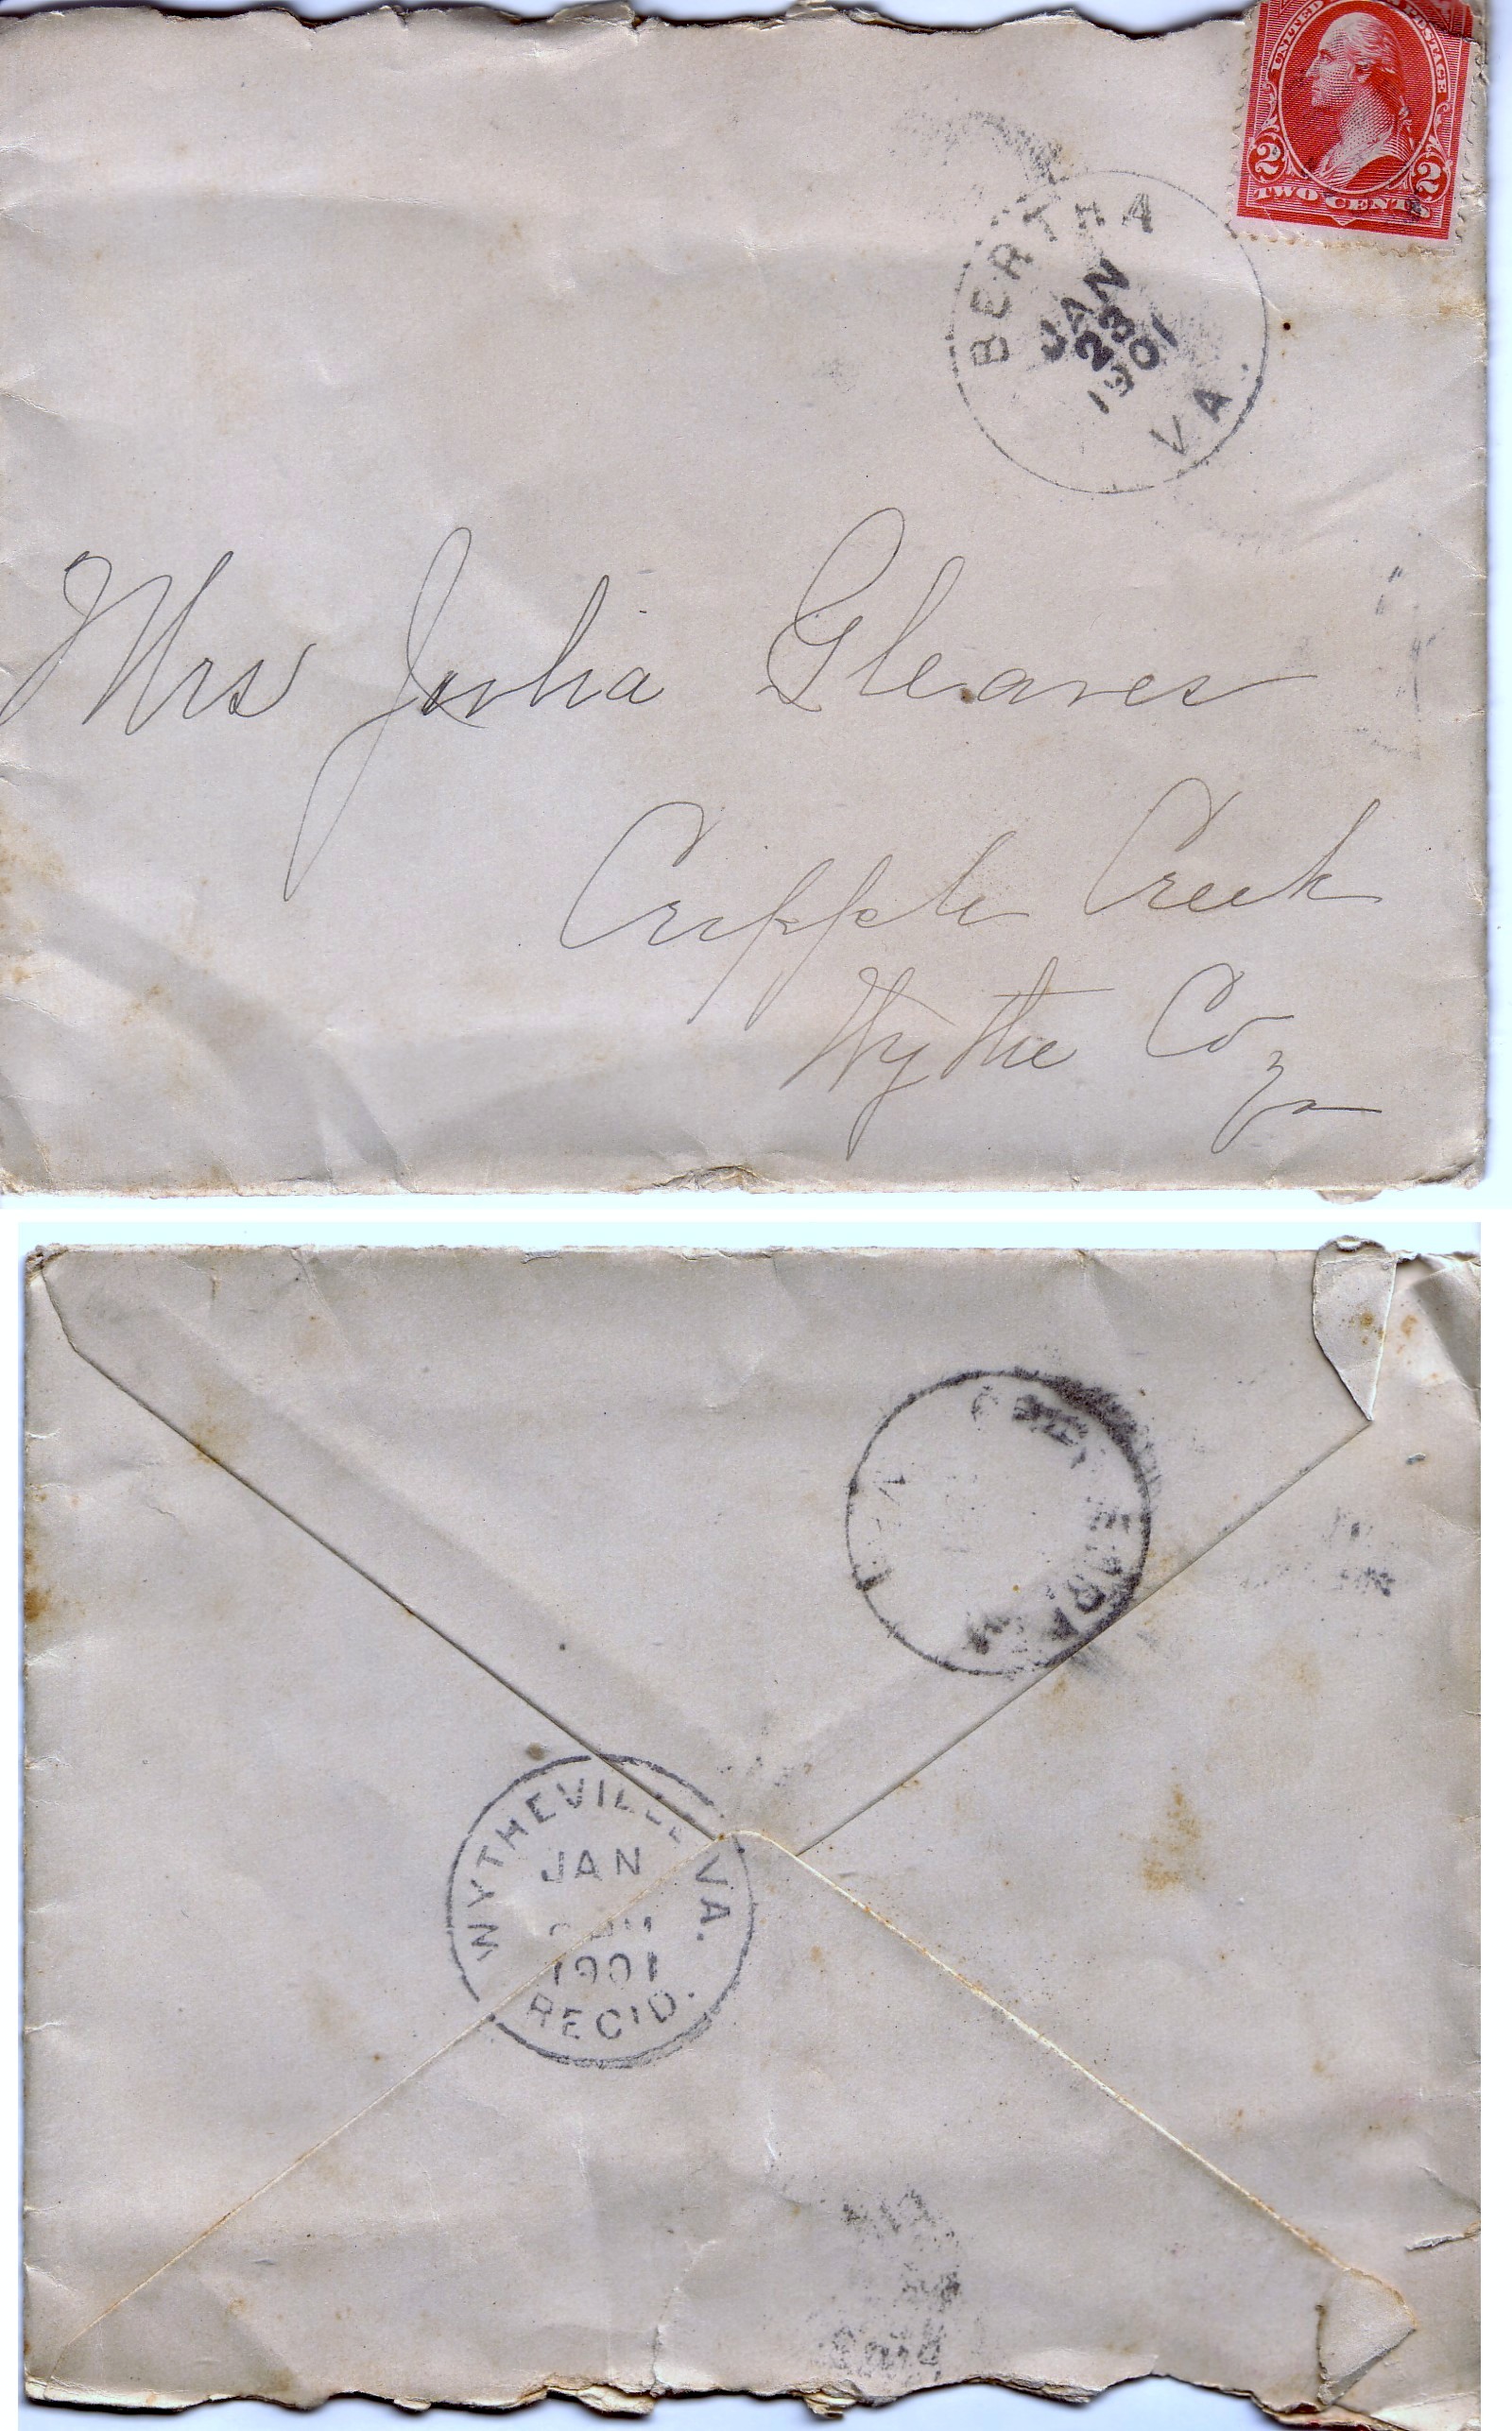 UNITED STATES POSTAGE
2 2
TWO CENTS
BERTHA
JAN
23
1901
VA.
Mrs Julia Gleaves
Cripple Creek
Wythe Co
Va
WYTHEVILLE VA.
JAN
1901
REC'D.